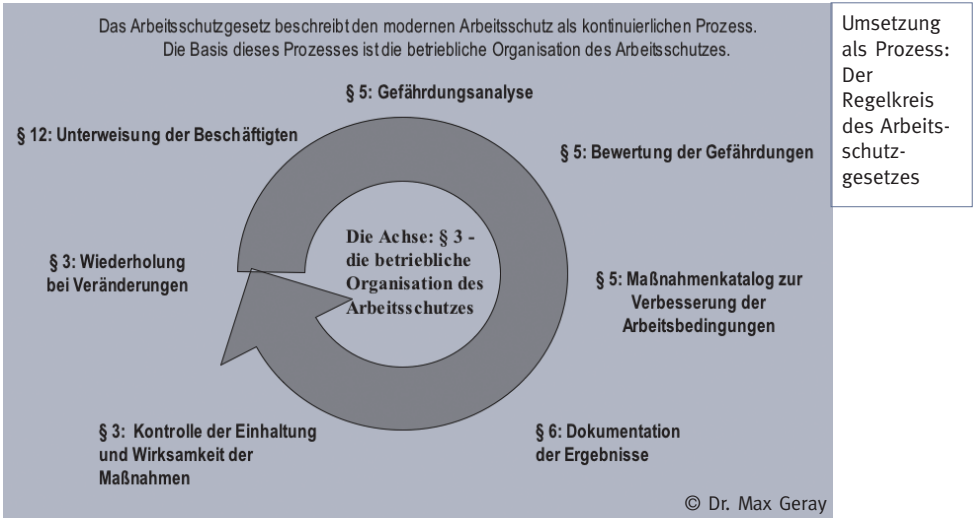 Das Arbeitsschutzgesetz beschreibt den modernen Arbeitsschutz als kontinuierlichen Prozess.
Die Basis dieses Prozesses ist die betriebliche Organisation des Arbeitsschutzes.
§ 5: Gefährdungsanalyse
§ 12: Unterweisung der Beschäftigten
§ 5: Bewertung der Gefährdungen
Die Achse: § 3 -
die betriebliche
Organisation des
Arbeitsschutzes
§ 3: Wiederholung
bei Veränderungen
§ 5: Maßnahmenkatalog zur
Verbesserung der
Arbeitsbedingungen
§ 3: Kontrolle der Einhaltung
und Wirksamkeit der
Maßnahmen
§ 6: Dokumentation
der Ergebnisse
© Dr. Max Geray
Umsetzung
als Prozess:
Der
Regelkreis
des Arbeits-
schutz-
gesetzes